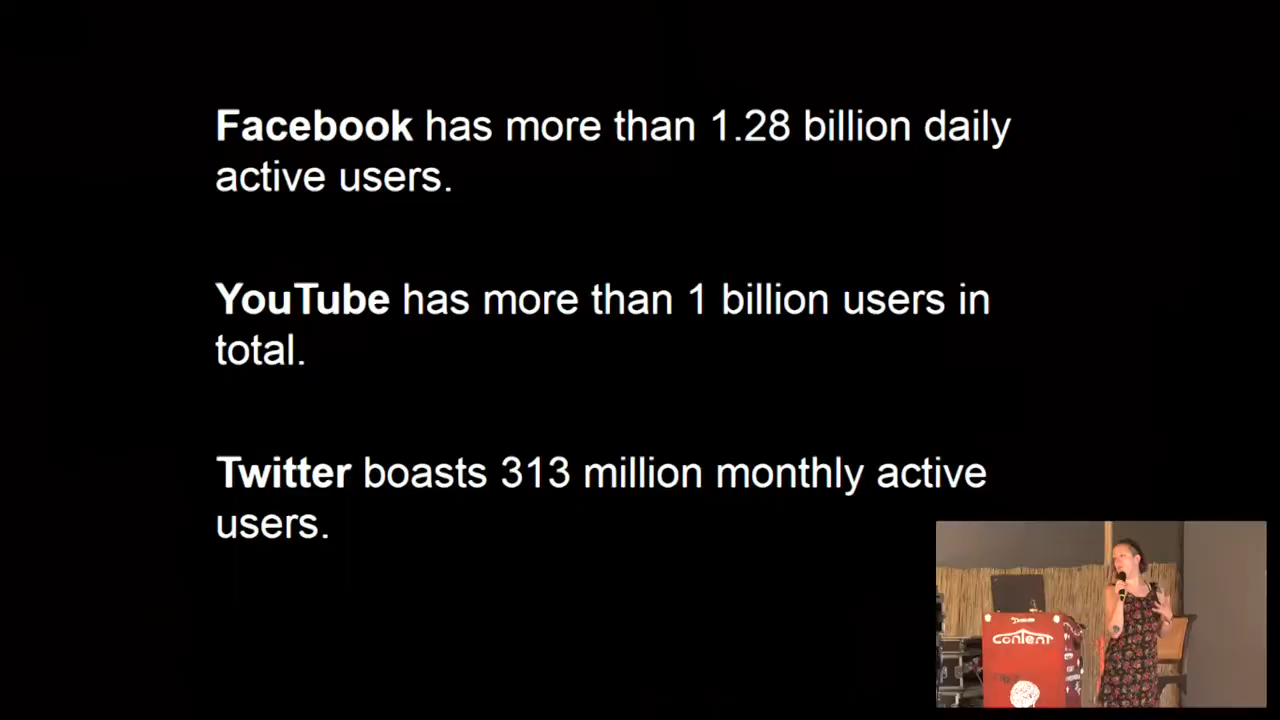 Facebook has more than 1.28 billion daily
active users.
YouTube has more than 1 billion users in
total.
Twitter boasts 313 million monthly active
users.
content